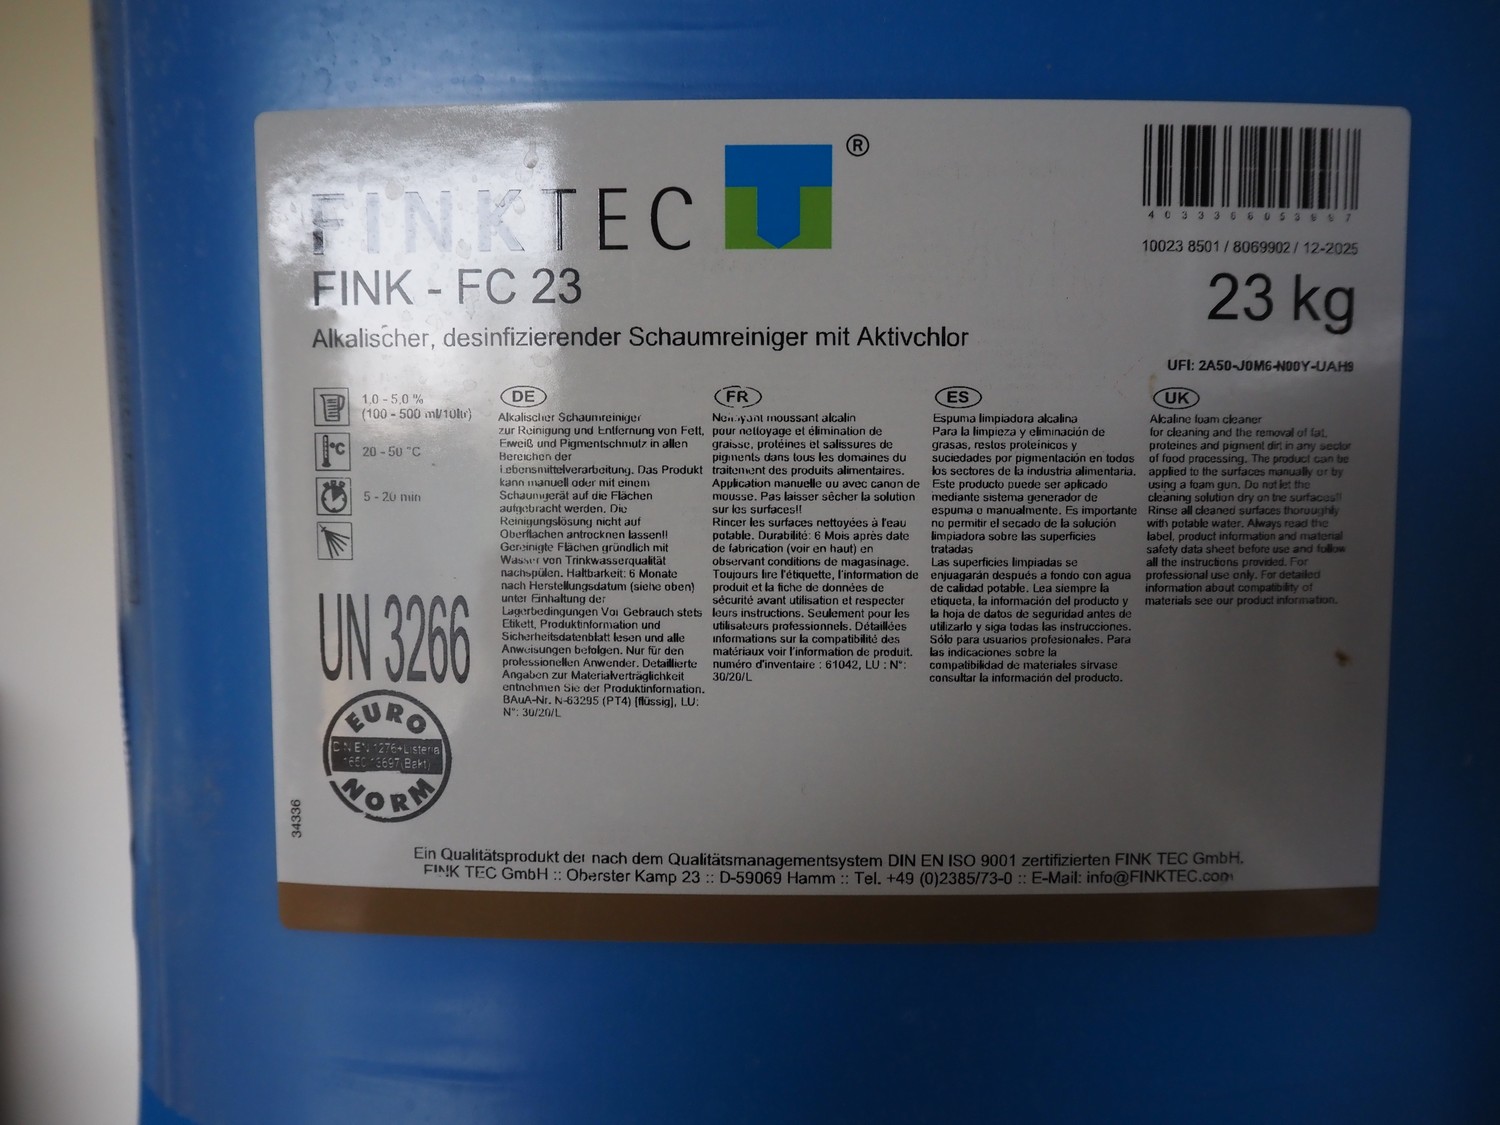 FINKTEC ®
FINK - FC 23
Alkalischer, desinfizierender Schaumreiniger mit Aktivchlor
10023 8501 / 8069902 / 12-2025
23 kg
UFI: 2A50-J0M6-N00Y-UAH9
1,0 - 5,0 %
(100 - 500 ml/10ltr)
°C
20 - 50 °C
5 - 20 min
UN 3266
EURO
DIN EN 1276+Listeria
1650 13697(Bakt)
NORM
34336
DE
Alkalischer Schaumreiniger
zur Reinigung und Entfernung von Fett,
Eiweiß und Pigmentschmutz in allen
Bereichen der
Lebensmittelverarbeitung. Das Produkt
kann manuell oder mit einem
Schaumgerät auf die Flächen
aufgebracht werden. Die
Reinigungslösung nicht auf
Oberflächen antrocknen lassen!!
Gereinigte Flächen gründlich mit
Wasser von Trinkwasserqualität
nachspülen. Haltbarkeit: 6 Monate
nach Herstellungsdatum (siehe oben)
unter Einhaltung der
Lagerbedingungen Vor Gebrauch stets
Etikett, Produktinformation und
Sicherheitsdatenblatt lesen und alle
Anweisungen befolgen. Nur für den
professionellen Anwender. Detaillierte
Angaben zur Materialverträglichkeit
entnehmen Sie der Produktinformation.
BAuA-Nr. N-63295 (PT4) [flüssig], LU:
N°: 30/20/L
FR
Nettoyant moussant alcalin
pour nettoyage et élimination de
graisse, protéines et salissures de
pigments dans tous les domaines du
traitement des produits alimentaires.
Application manuelle ou avec canon de
mousse. Pas laisser sêcher la solution
sur les surfaces!!
Rincer les surfaces nettoyées à l'eau
potable. Durabilité: 6 Mois après date
de fabrication (voir en haut) en
observant conditions de magasinage.
Toujours lire l'étiquette, l'information de
produit et la fiche de données de
sécurité avant utilisation et respecter
leurs instructions. Seulement pour les
utilisateurs professionnels. Détaillées
informations sur la compatibilité des
matériaux voir l'information de produit.
numéro d'inventaire : 61042, LU : N°:
30/20/L
ES
Espuma limpiadora alcalina
Para la limpieza y eliminación de
grasas, restos proteínicos y
suciedades por pigmentación en todos
los sectores de la industria alimentaria.
Este producto puede ser aplicado
mediante sistema generador de
espuma o manualmente. Es importante
no permitir el secado de la solución
limpiadora sobre las superficies
tratadas
Las superficies limpiadas se
enjuagarán después a fondo con agua
de calidad potable. Lea siempre la
etiqueta, la información del producto y
la hoja de datos de seguridad antes de
utilizarlo y siga todas las instrucciones.
Sólo para usuarios profesionales. Para
las indicaciones sobre la
compatibilidad de materiales sírvase
consultar la información del producto.
UK
Alcaline foam cleaner
for cleaning and the removal of fat,
proteins and pigment dirt in any sector
of food processing. The product can be
applied to the surfaces manually or by
using a foam gun. Do not let the
cleaning solution dry on the surfaces!!
Rinse all cleaned surfaces thoroughly
with potable water. Always read the
label, product information and material
safety data sheet before use and follow
all the instructions provided. For
professional use only. For detailed
information about compatibility of
materials see our product information.
Ein Qualitätsprodukt der nach dem Qualitätsmanagementsystem DIN EN ISO 9001 zertifizierten FINK TEC GmbH.
FINK TEC GmbH :: Oberster Kamp 23 :: D-59069 Hamm :: Tel. +49 (0)2385/73-0 :: E-Mail: info@FINKTEC.com